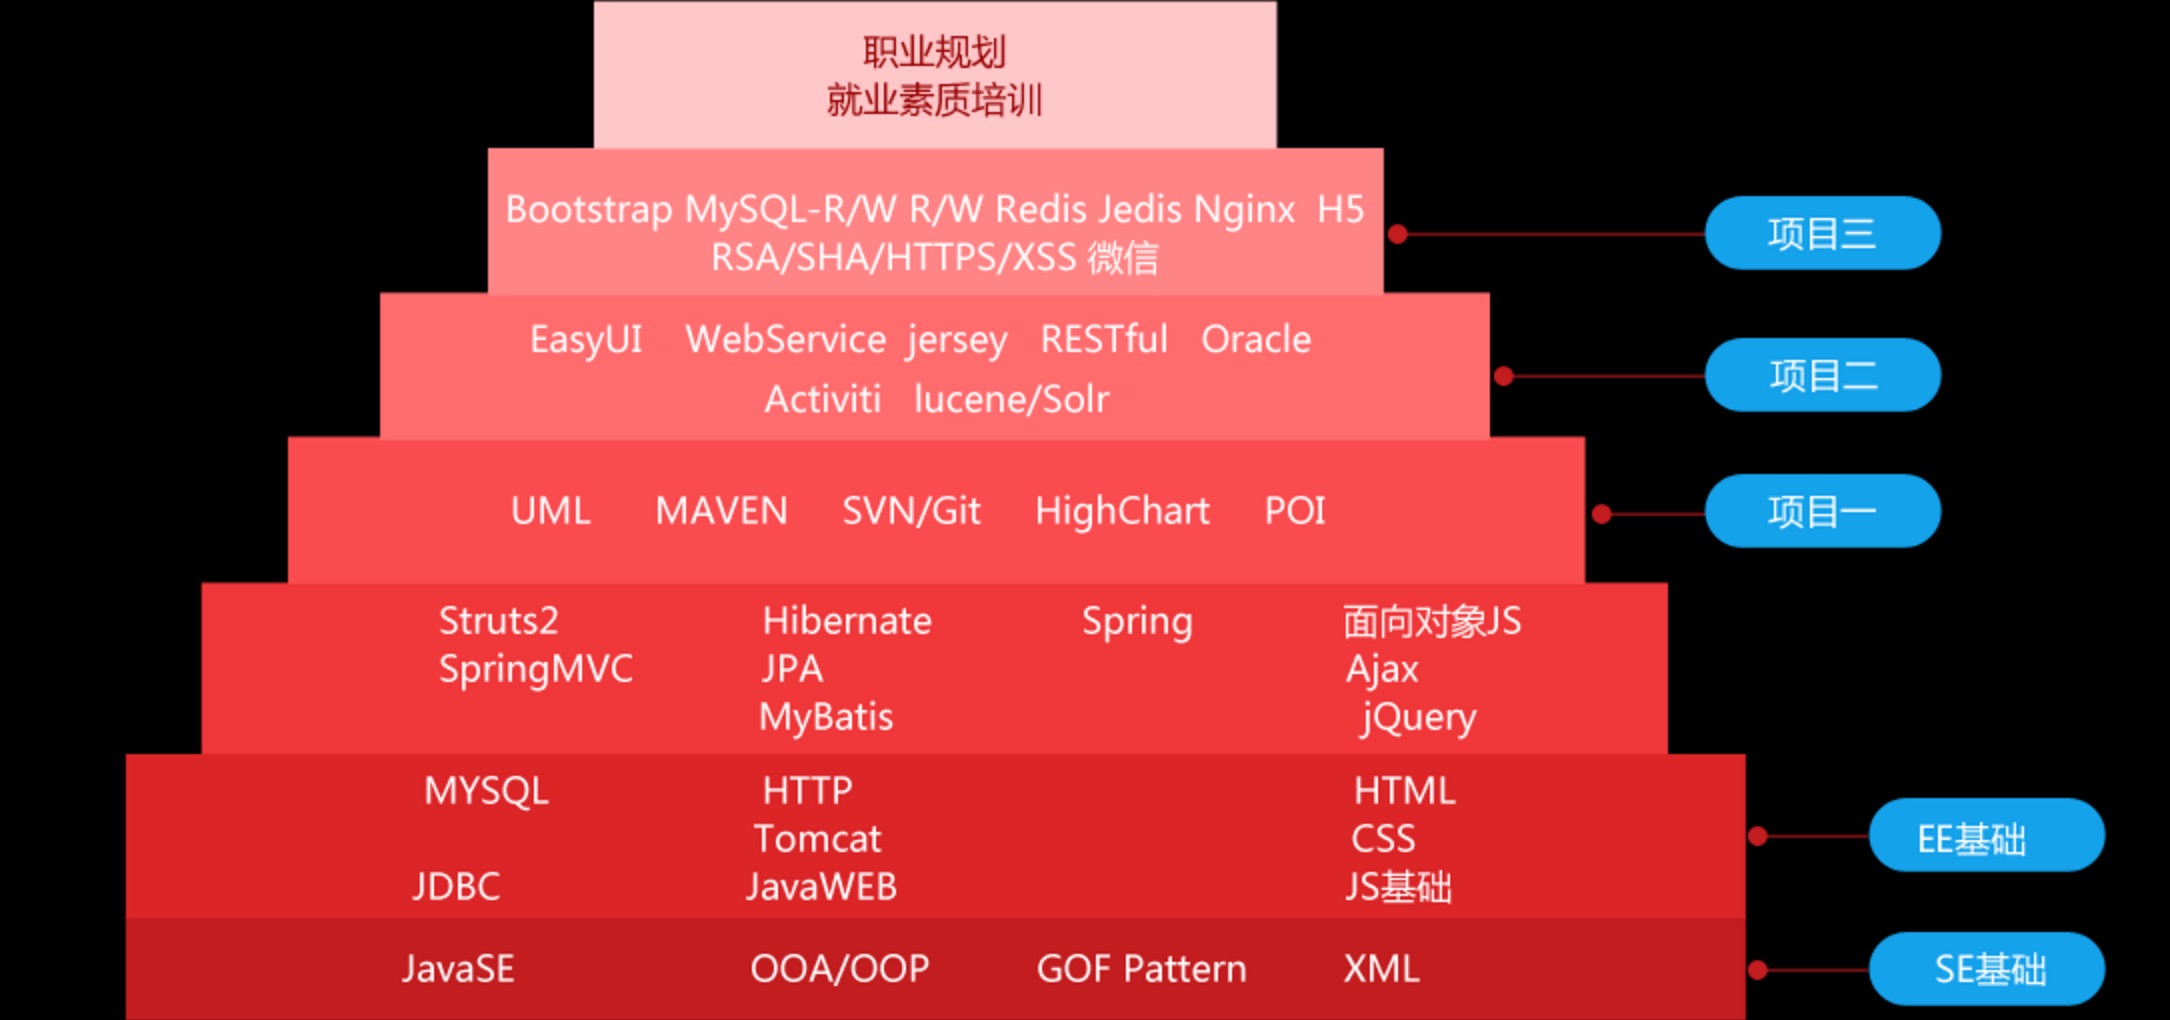 职业规划
就业素质培训
Bootstrap MySQL-R/W R/W Redis Jedis Nginx H5
RSA/SHA/HTTPS/XSS 微信
项目三
EasyUI WebService jersey RESTful Oracle
Activiti lucene/Solr
项目二
UML MAVEN SVN/Git HighChart POI
项目一
Struts2 Hibernate Spring 面向对象JS
SpringMVC JPA Ajax
MyBatis jQuery
MYSQL HTTP HTML
Tomcat CSS
JDBC JavaWEB JS基础
EE基础
JavaSE OOA/OOP GOF Pattern XML
SE基础